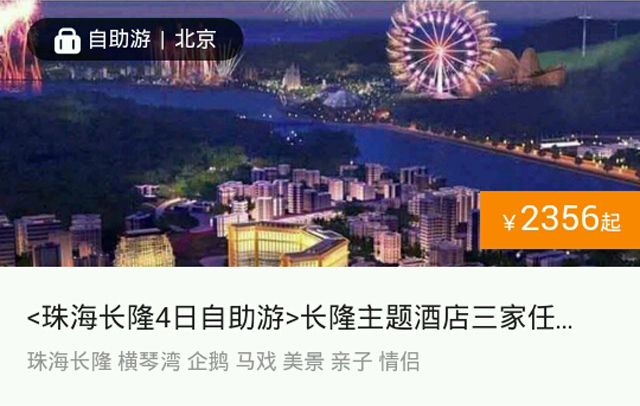 自助游 | 北京
￥2356起
<珠海长隆4日自助游>长隆主题酒店三家任...
珠海长隆 横琴湾 企鹅 马戏 美景 亲子 情侣